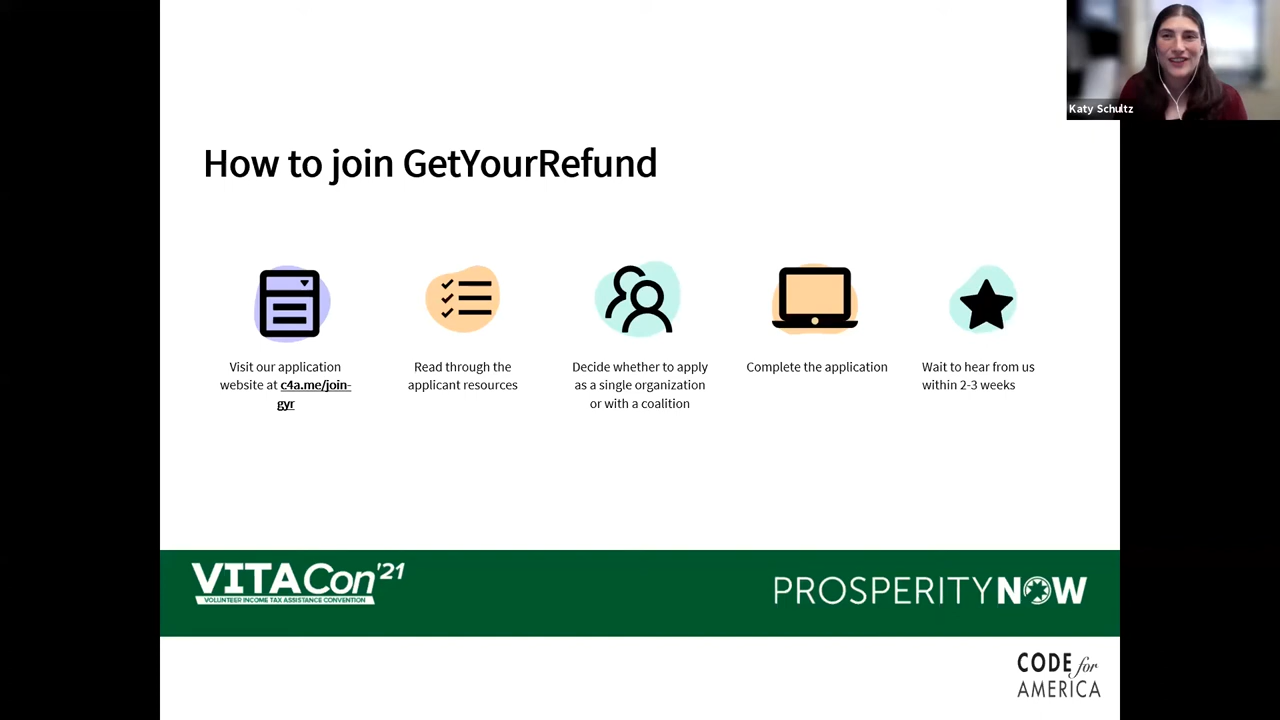 Katy Schultz
How to join GetYourRefund
Visit our application
website at c4a.me/join-
gyr
Read through the
applicant resources
Decide whether to apply
as a single organization
or with a coalition
Complete the application
Wait to hear from us
within 2-3 weeks
VITACon'21
VOLUNTEER INCOME TAX ASSISTANCE CONVENTION
PROSPERITY NOW
CODE for
AMERICA